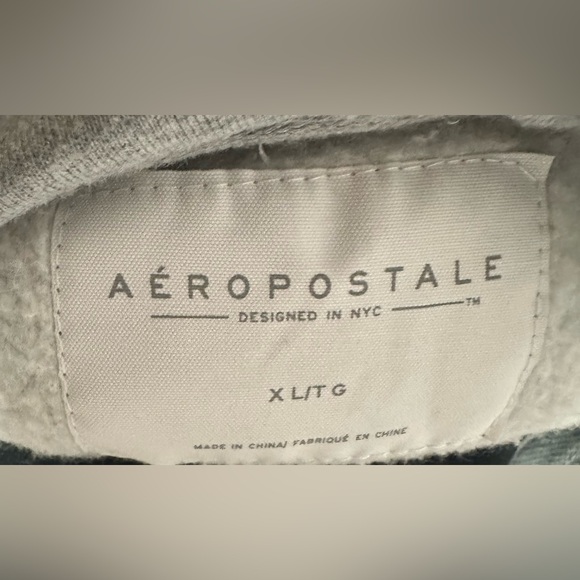 AÉROPOSTALE
DESIGNED IN NYC ™
XL/TG
MADE IN CHINA/ FABRIQUÉ EN CHINE